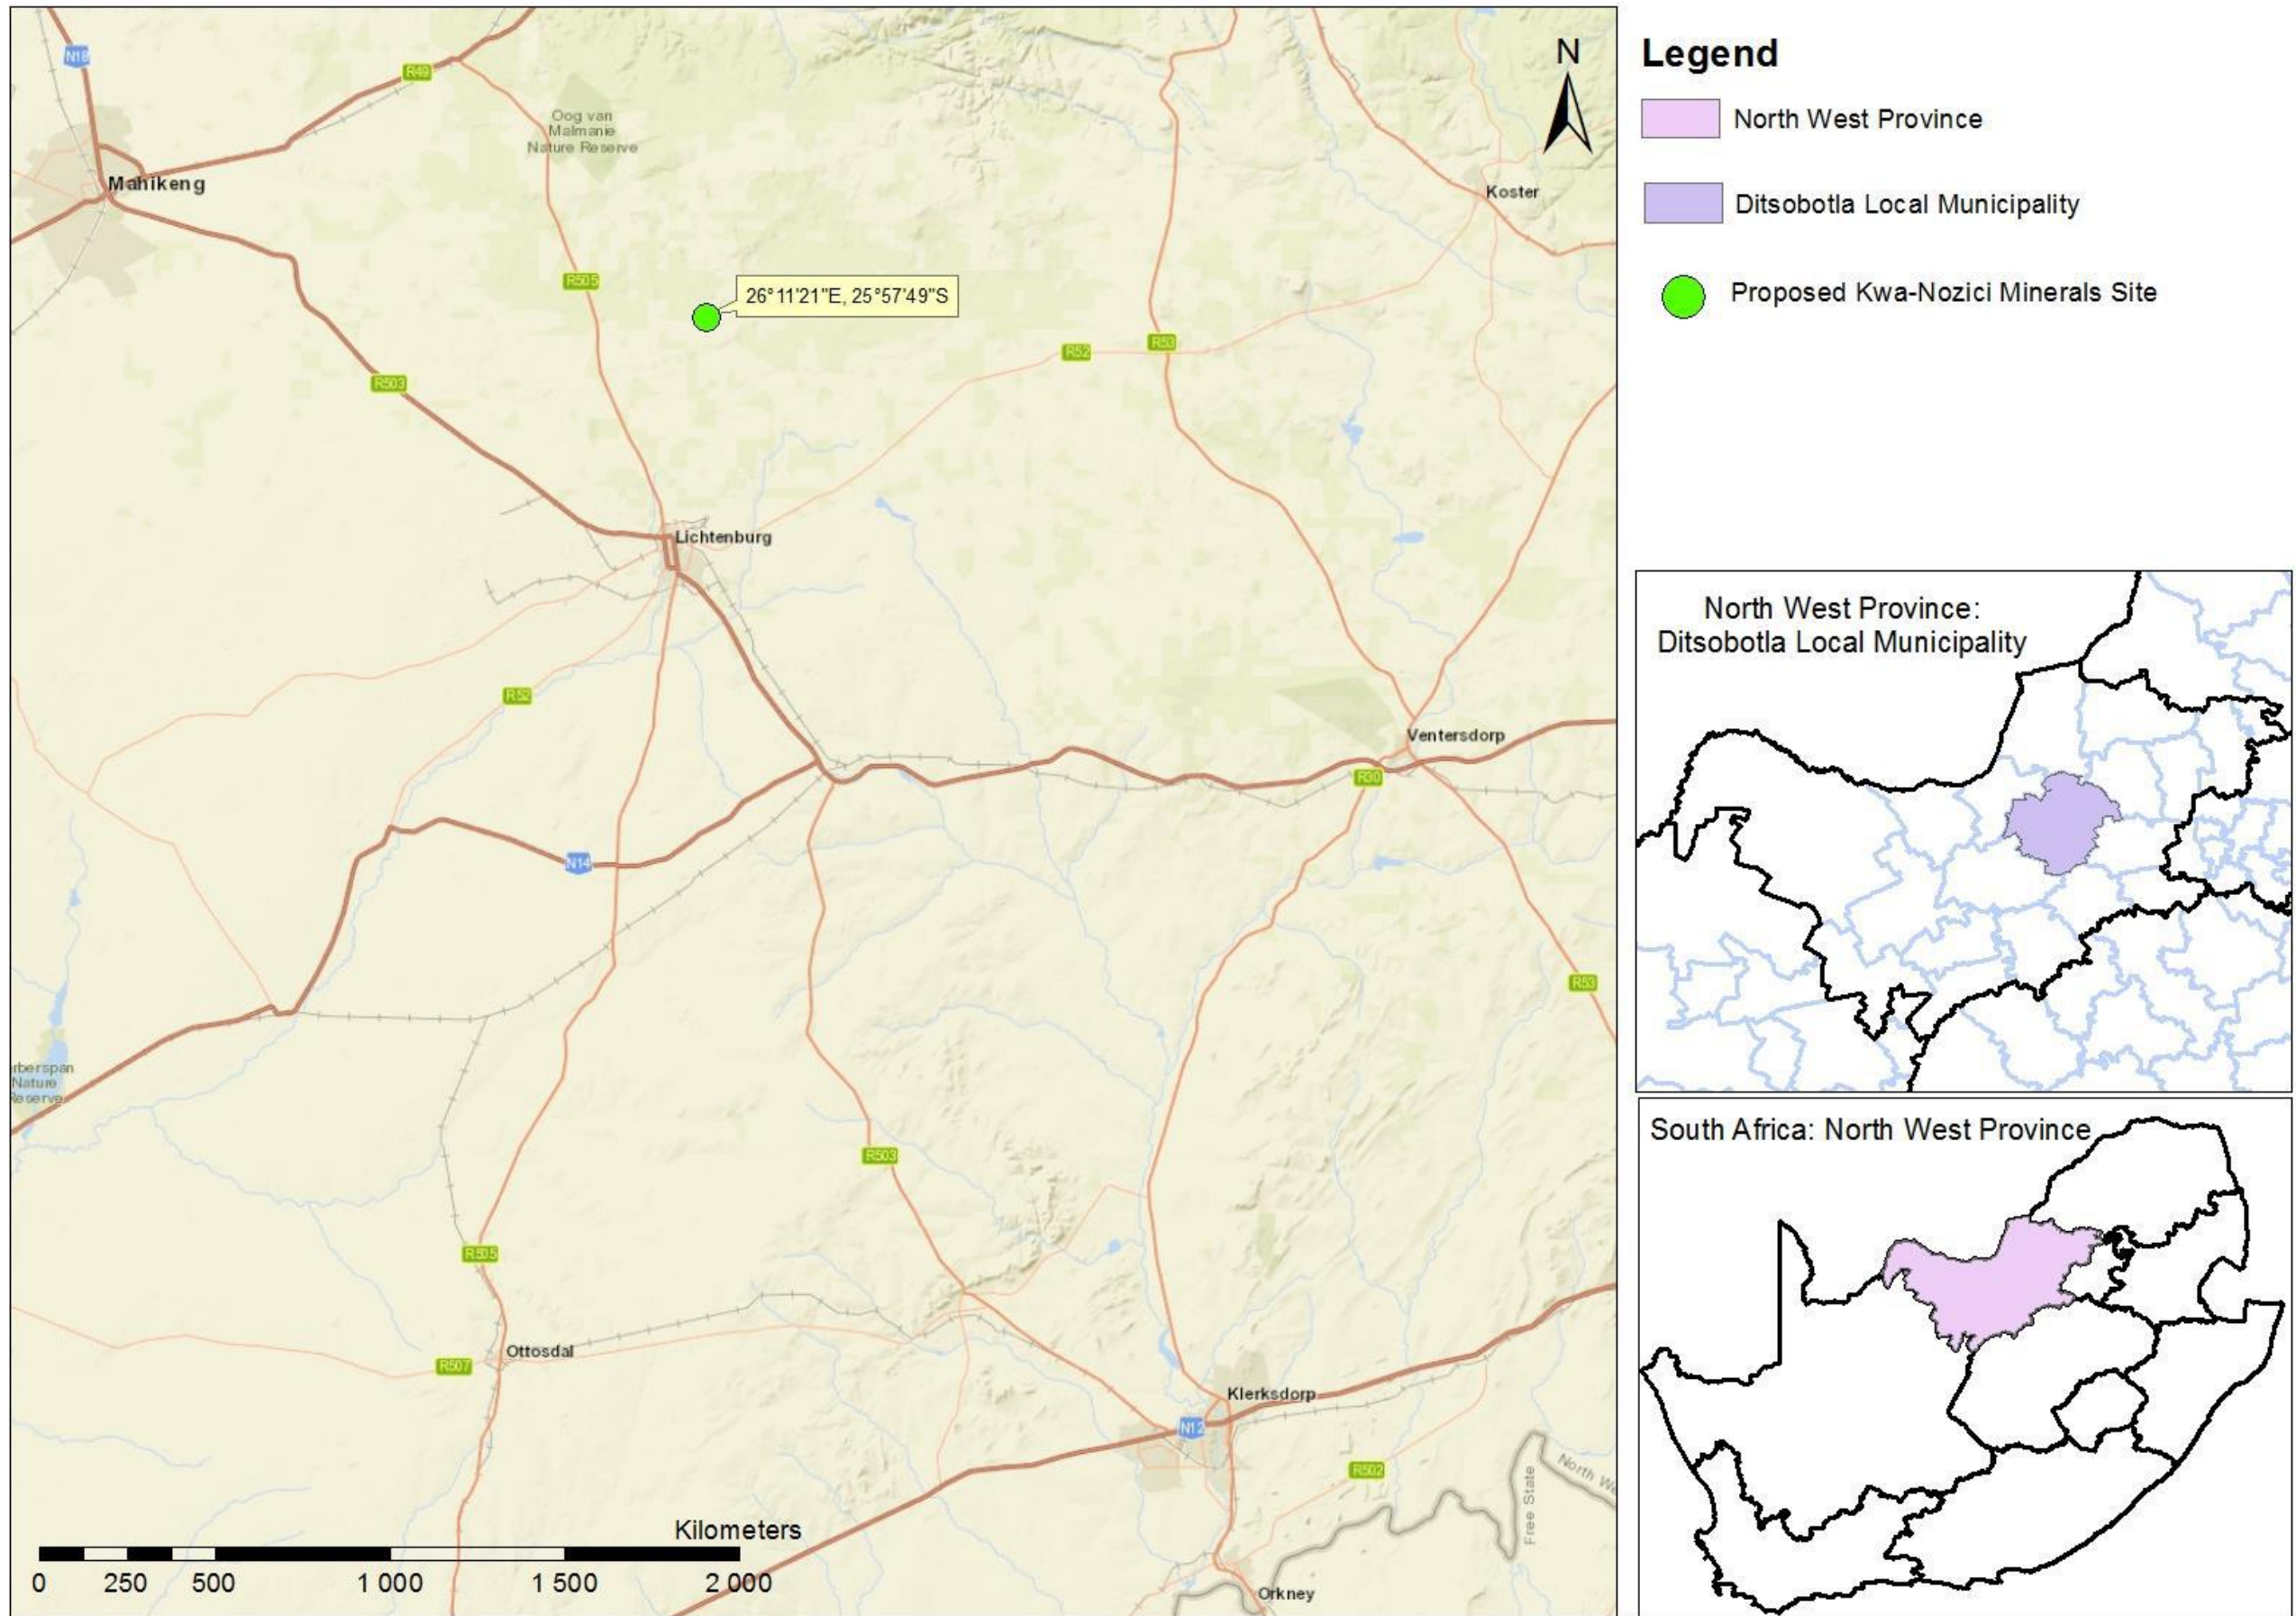 N18
R49
Oog van
Malmanie
Nature Reserve
N
Mahikeng
Koster
R505
26°11'21"E, 25°57'49"S
R52
R53
R503
Lichtenburg
R52
Ventersdorp
R30
N14
R53
rberspan
Nature
Reserve
R503
R505
Ottosdal
R507
Klerksdorp
N12
R502
Free State
North We
Orkney
Kilometers
0 250 500 1 000 1 500 2 000
Legend
North West Province
Ditsobotla Local Municipality
Proposed Kwa-Nozici Minerals Site
North West Province:
Ditsobotla Local Municipality
South Africa: North West Province